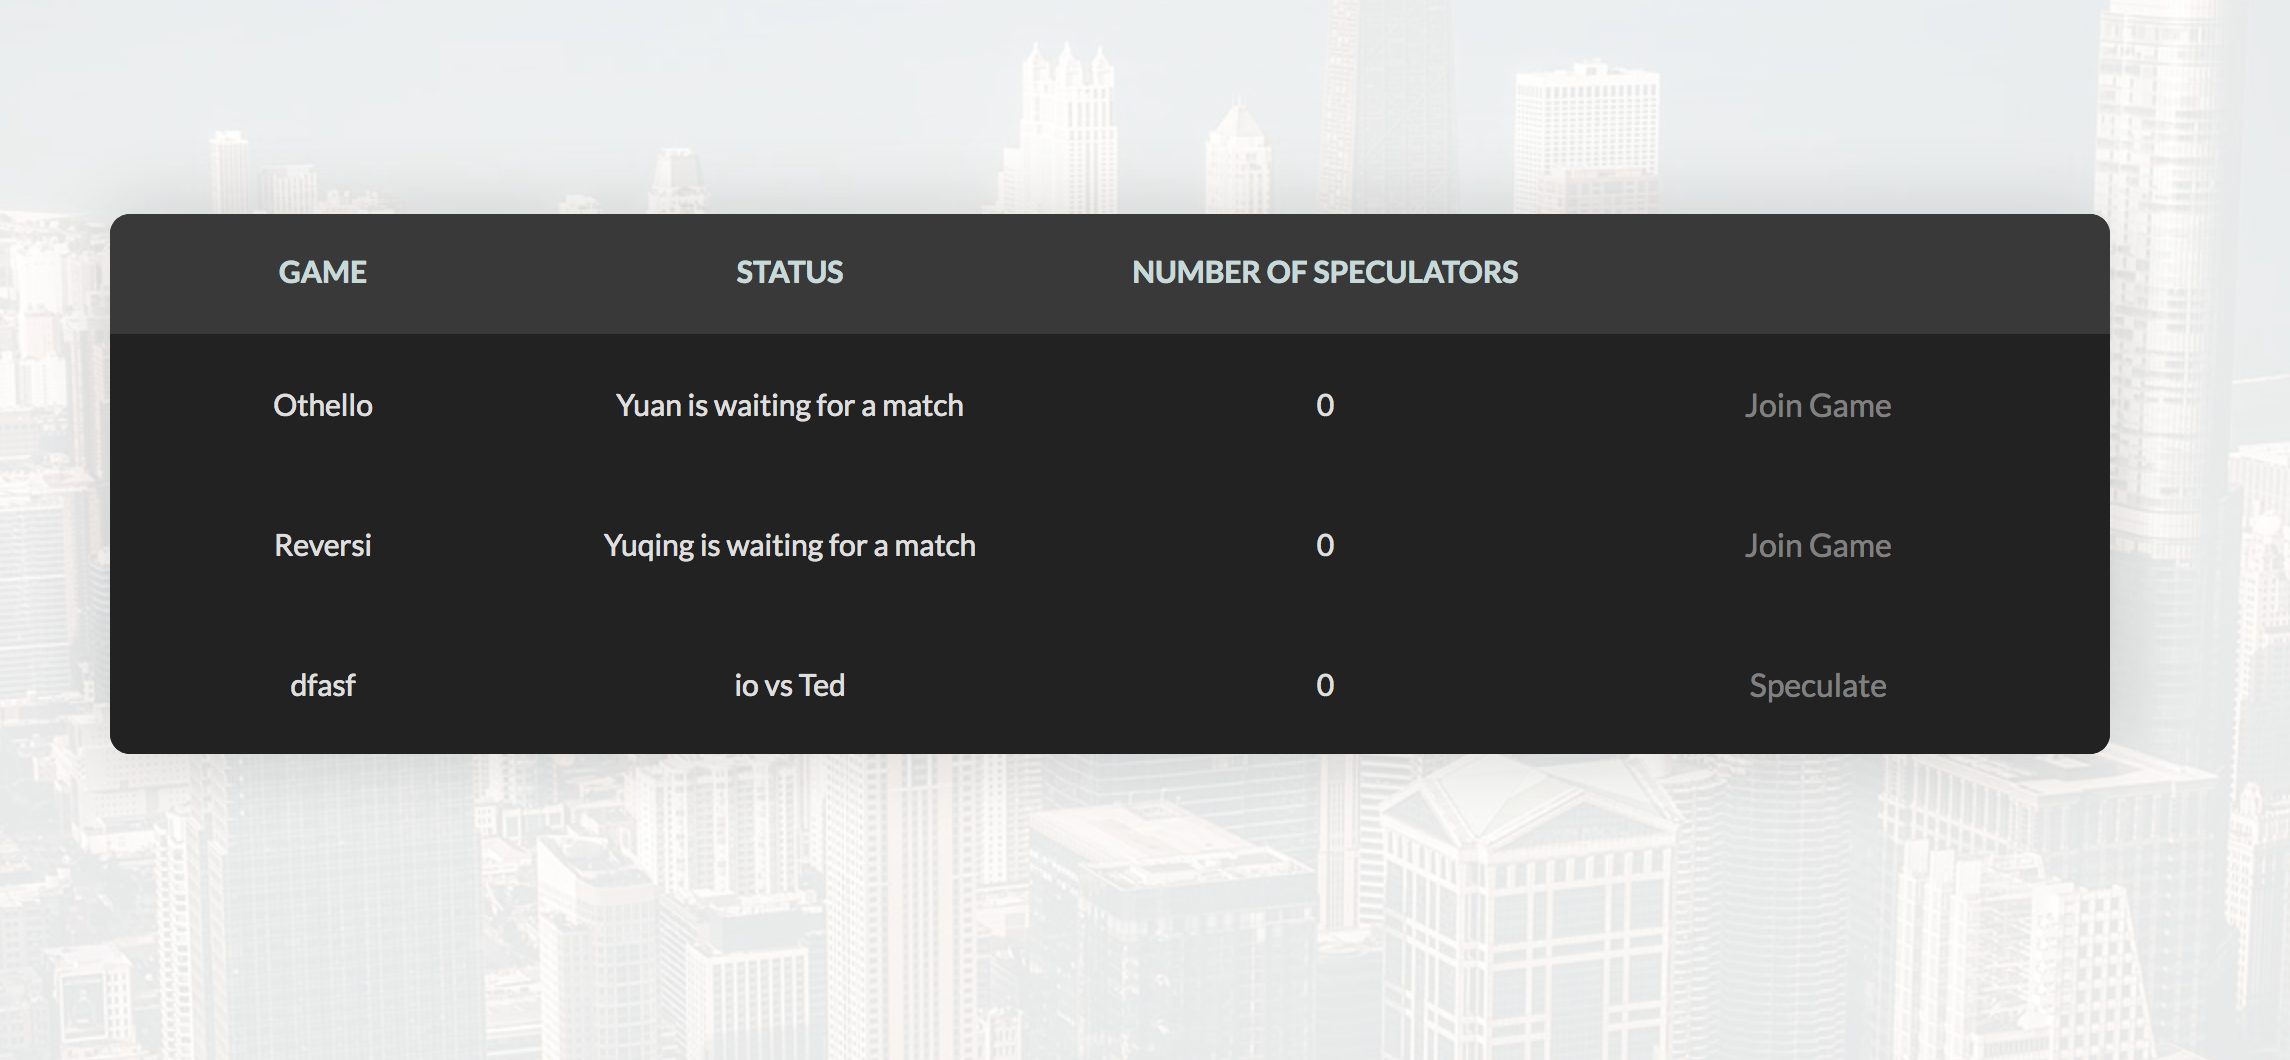 GAME STATUS NUMBER OF SPECULATORS
Othello Yuan is waiting for a match 0 Join Game
Reversi Yuqing is waiting for a match 0 Join Game
dfasf io vs Ted 0 Speculate